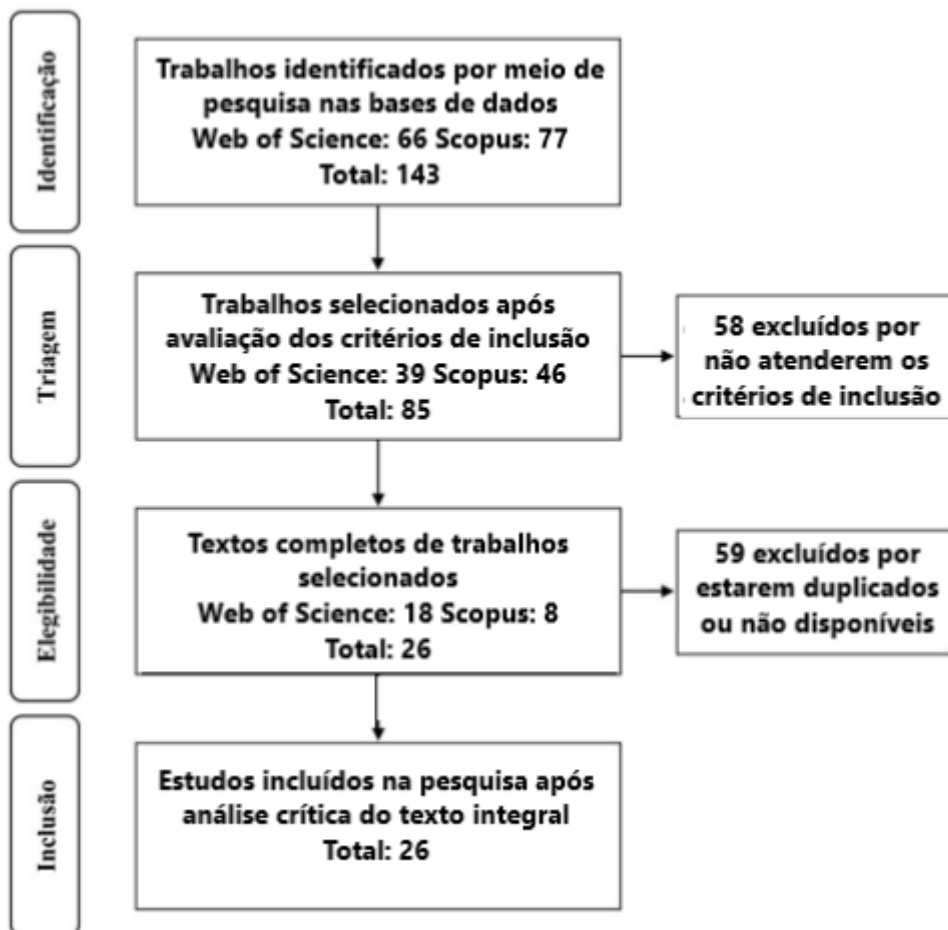 Identificação
Trabalhos identificados por meio de
pesquisa nas bases de dados
Web of Science: 66 Scopus: 77
Total: 143
Triagem
Trabalhos selecionados após
avaliação dos critérios de inclusão
Web of Science: 39 Scopus: 46
Total: 85
58 excluídos por
não atenderem os
critérios de inclusão
Elegibilidade
Textos completos de trabalhos
selecionados
Web of Science: 18 Scopus: 8
Total: 26
59 excluídos por
estarem duplicados
ou não disponíveis
Inclusão
Estudos incluídos na pesquisa após
análise crítica do texto integral
Total: 26